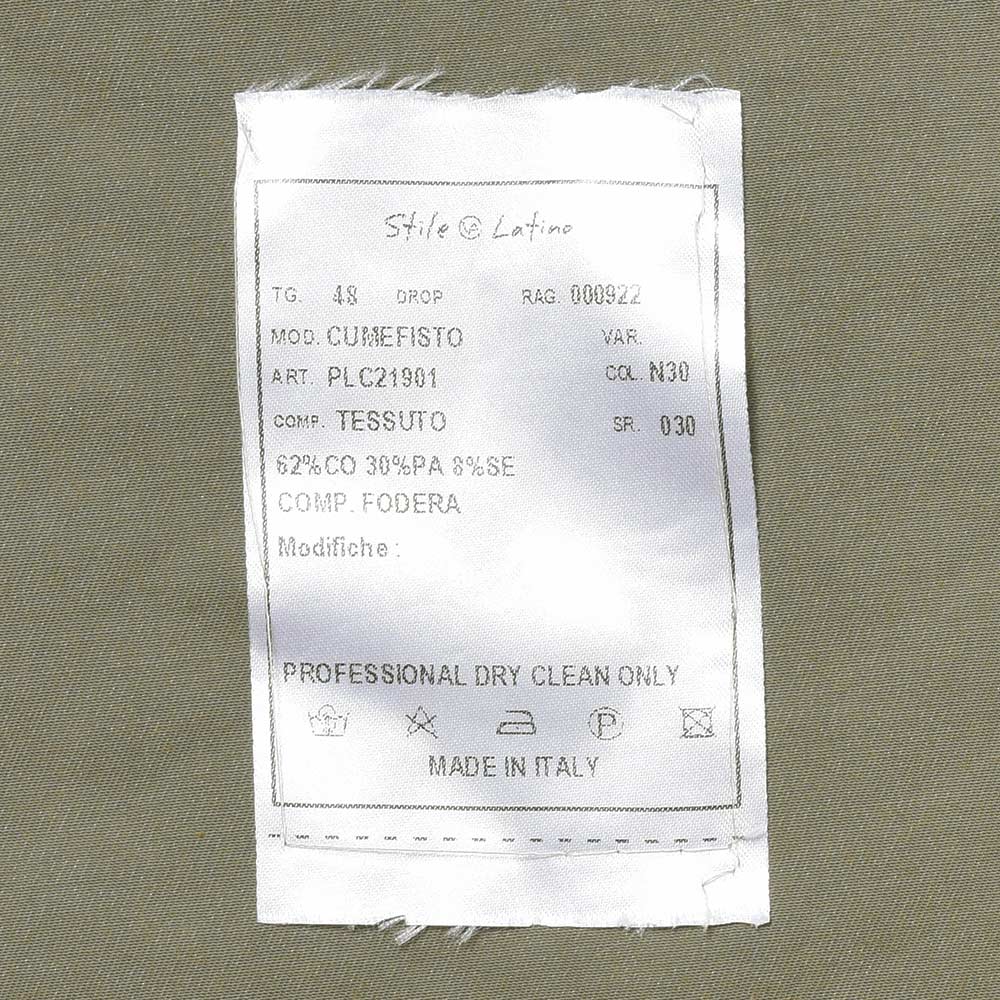 Stile Latino
TG. 48 DROP RAG. 000922
MOD. CUMEFISTO VAR.
ART. PLC21901 COL. N30
COMP. TESSUTO SR. 030
62%CO 30%PA 8%SE
COMP. FODERA
Modifiche :
PROFESSIONAL DRY CLEAN ONLY
P
MADE IN ITALY